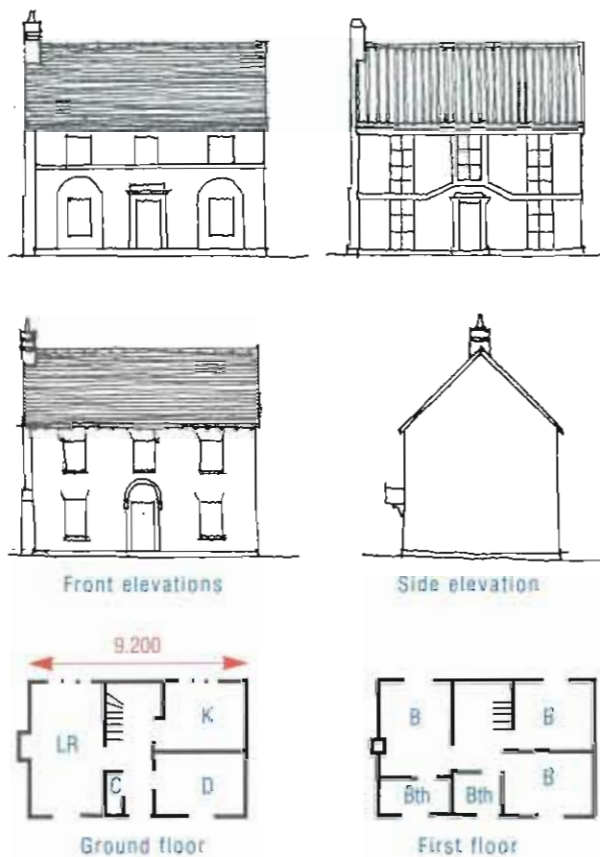 Front elevations
Side elevation
9.200
LR
K
C
D
Ground floor
B
B
B
Bth
Bth
First floor